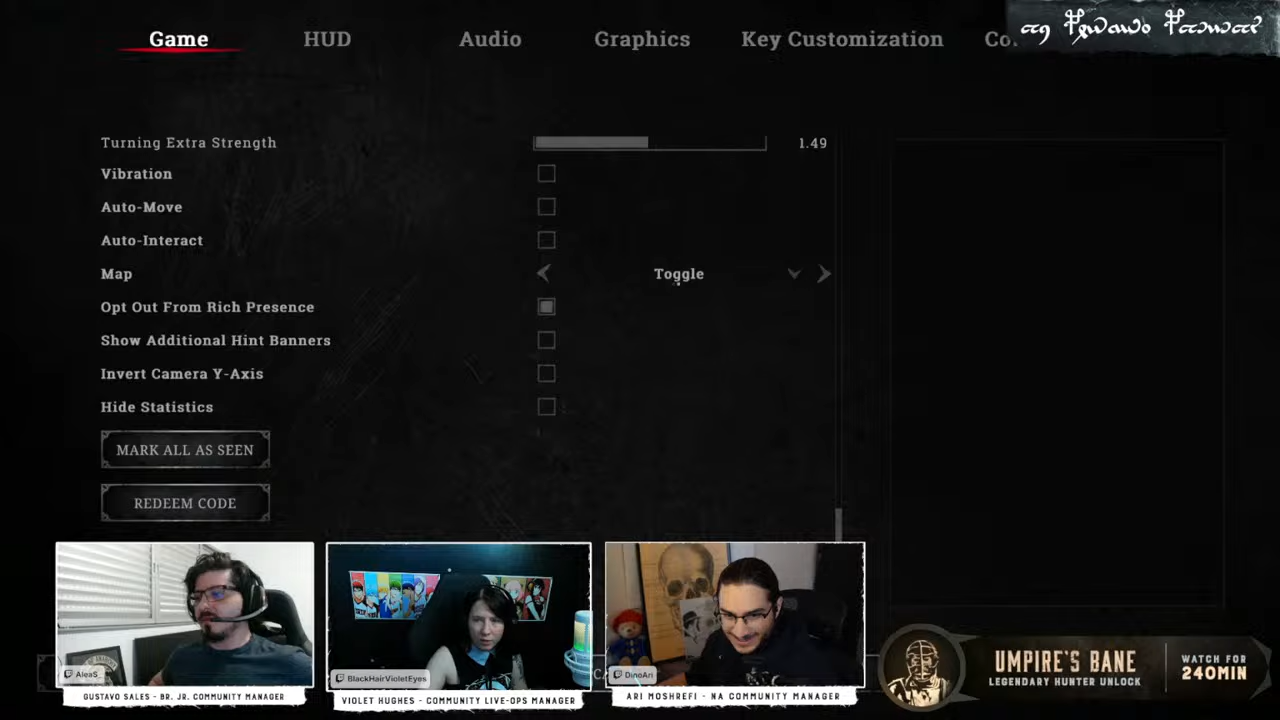 Game HUD Audio Graphics Key Customization
Turning Extra Strength 1.49
Vibration
Auto-Move
Auto-Interact
Map Toggle
Opt Out From Rich Presence
Show Additional Hint Banners
Invert Camera Y-Axis
Hide Statistics
MARK ALL AS SEEN
REDEEM CODE
AleaS_
BlackHairVioletEyes
DinoAri
GUSTAVO SALES - BR. JR. COMMUNITY MANAGER
VIOLET HUGHES - COMMUNITY LIVE-OPS MANAGER
ARI MOSHREFI - NA COMMUNITY MANAGER
UMPIRE'S BANE
LEGENDARY HUNTER UNLOCK
WATCH FOR
240MIN